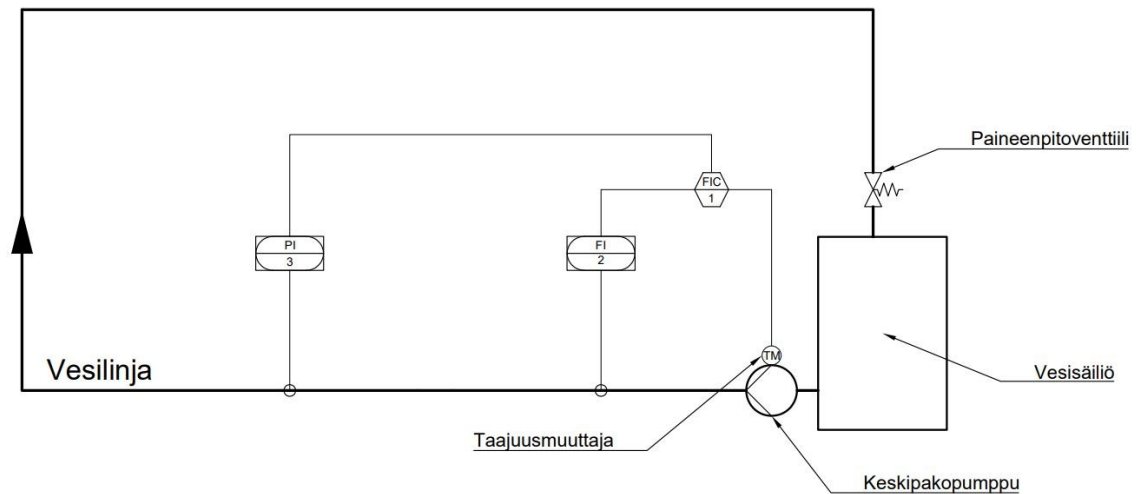 Paineenpitoventtiili
FIC
1
PI
3
FI
2
TM
Vesilinja
Vesisäiliö
Taajuusmuuttaja
Keskipakopumppu